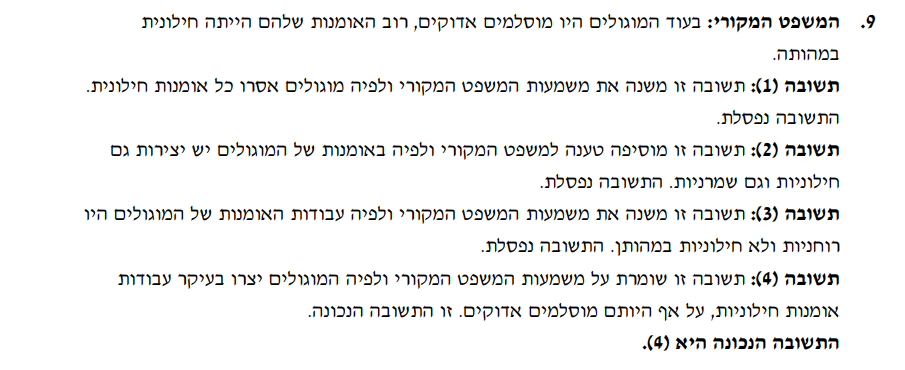 9. המשפט המקורי: בעוד המוגולים היו מוסלמים אדוקים, רוב האומנות שלהם הייתה חילונית
במהותה.
תשובה (1): תשובה זו משנה את משמעות המשפט המקורי ולפיה מוגולים אסרו כל אומנות חילונית.
התשובה נפסלת.
תשובה (2): תשובה זו מוסיפה טענה למשפט המקורי ולפיה באומנות של המוגולים יש יצירות גם
חילוניות וגם שמרניות. התשובה נפסלת.
תשובה (3): תשובה זו משנה את משמעות המשפט המקורי ולפיה עבודות האומנות של המוגולים היו
רוחניות ולא חילוניות במהותן. התשובה נפסלת.
תשובה (4): תשובה זו שומרת על משמעות המשפט המקורי ולפיה המוגולים יצרו בעיקר עבודות
אומנות חילוניות, על אף היותם מוסלמים אדוקים. זו התשובה הנכונה.
התשובה הנכונה היא (4).